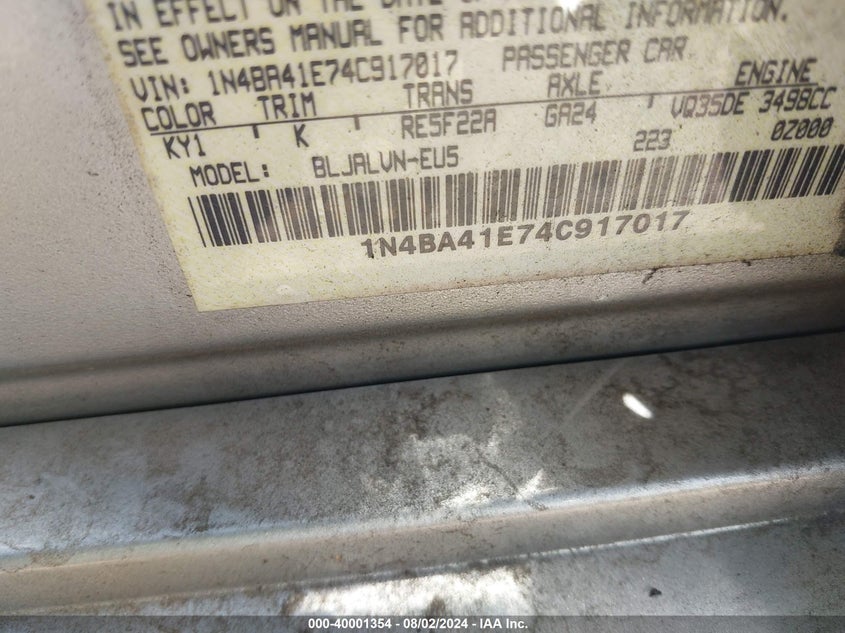 IN EFFECT ON THE DATE
SEE OWNERS MANUAL FOR ADDITIONAL INFORMATION.
VIN: 1N4BA41E74C917017 PASSENGER CAR
COLOR TRIM TRANS AXLE ENGINE
KY1 K RE5F22A GA24 VQ35DE 3498CC
MODEL: BLJALVN-EU5 223 0Z000
1N4BA41E74C917017
000-40001354 | 08/02/2024 - IAA Inc.